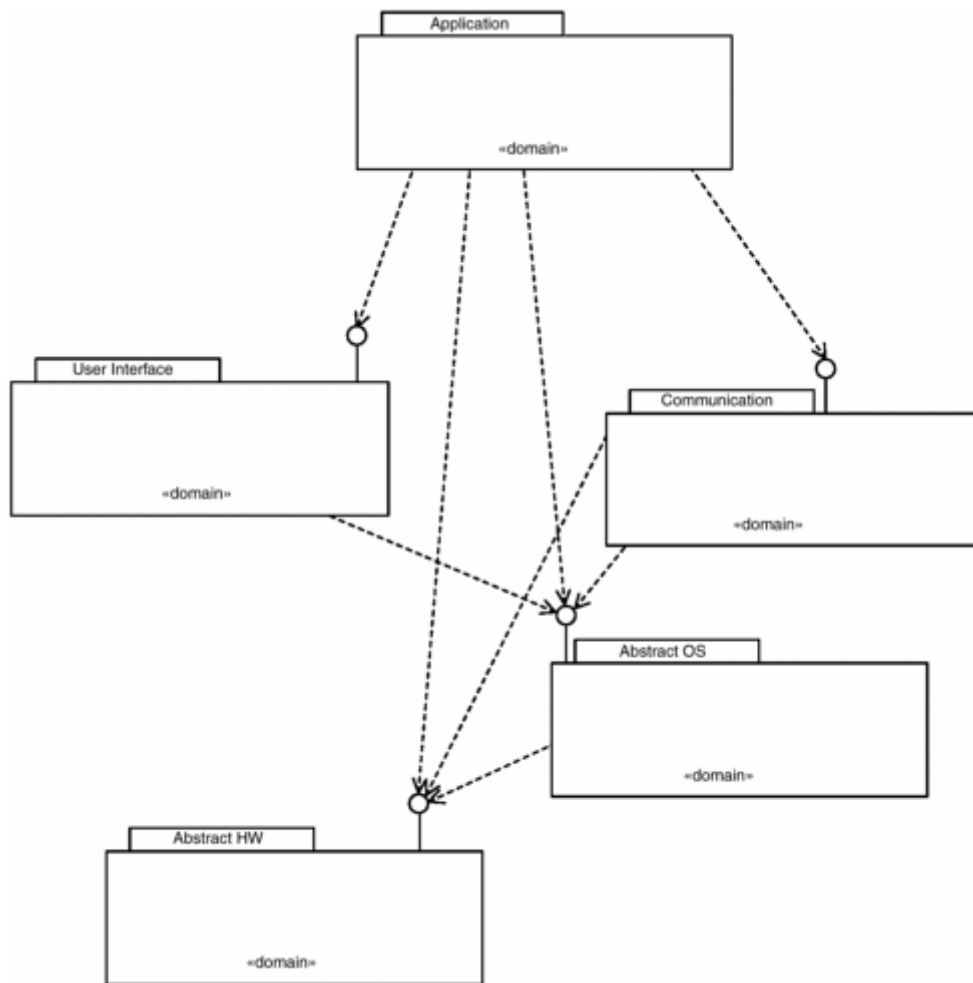 Application
«domain»
User Interface
«domain»
Communication
«domain»
Abstract OS
«domain»
Abstract HW
«domain»